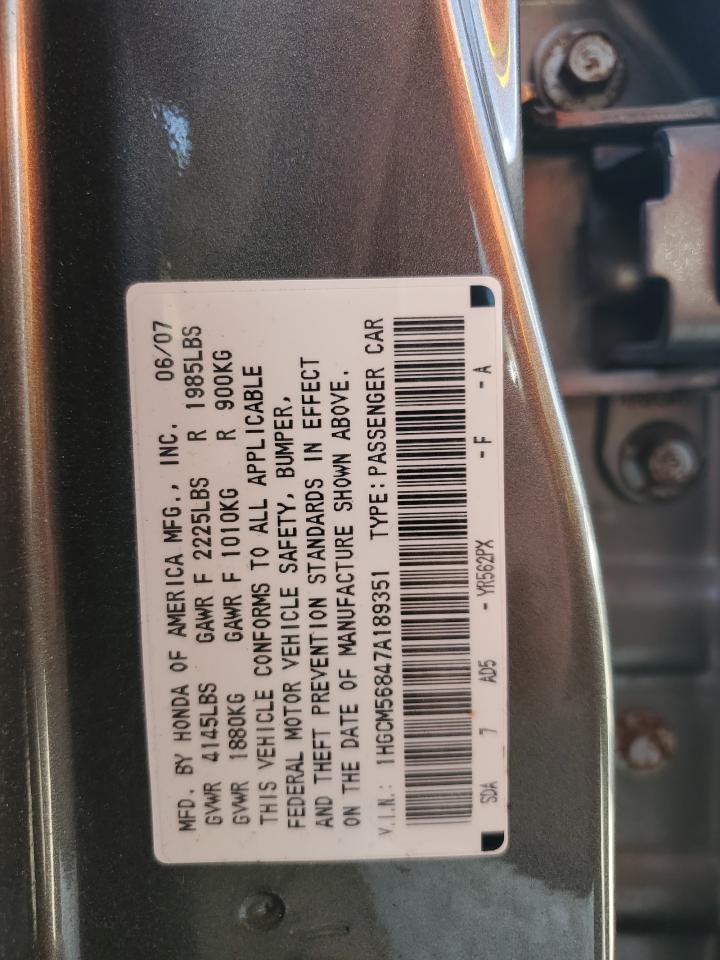 MFD. BY HONDA OF AMERICA MFG., INC. 06/07
GVWR 4145LBS GAWR F 2225LBS R 1985LBS
GVWR 1880KG GAWR F 1010KG R 900KG
THIS VEHICLE CONFORMS TO ALL APPLICABLE
FEDERAL MOTOR VEHICLE SAFETY, BUMPER,
AND THEFT PREVENTION STANDARDS IN EFFECT
ON THE DATE OF MANUFACTURE SHOWN ABOVE.
V.I.N.: 1HGCM56847A189351 TYPE:PASSENGER CAR
SDA 7 AD5 - YR562PX - F - A